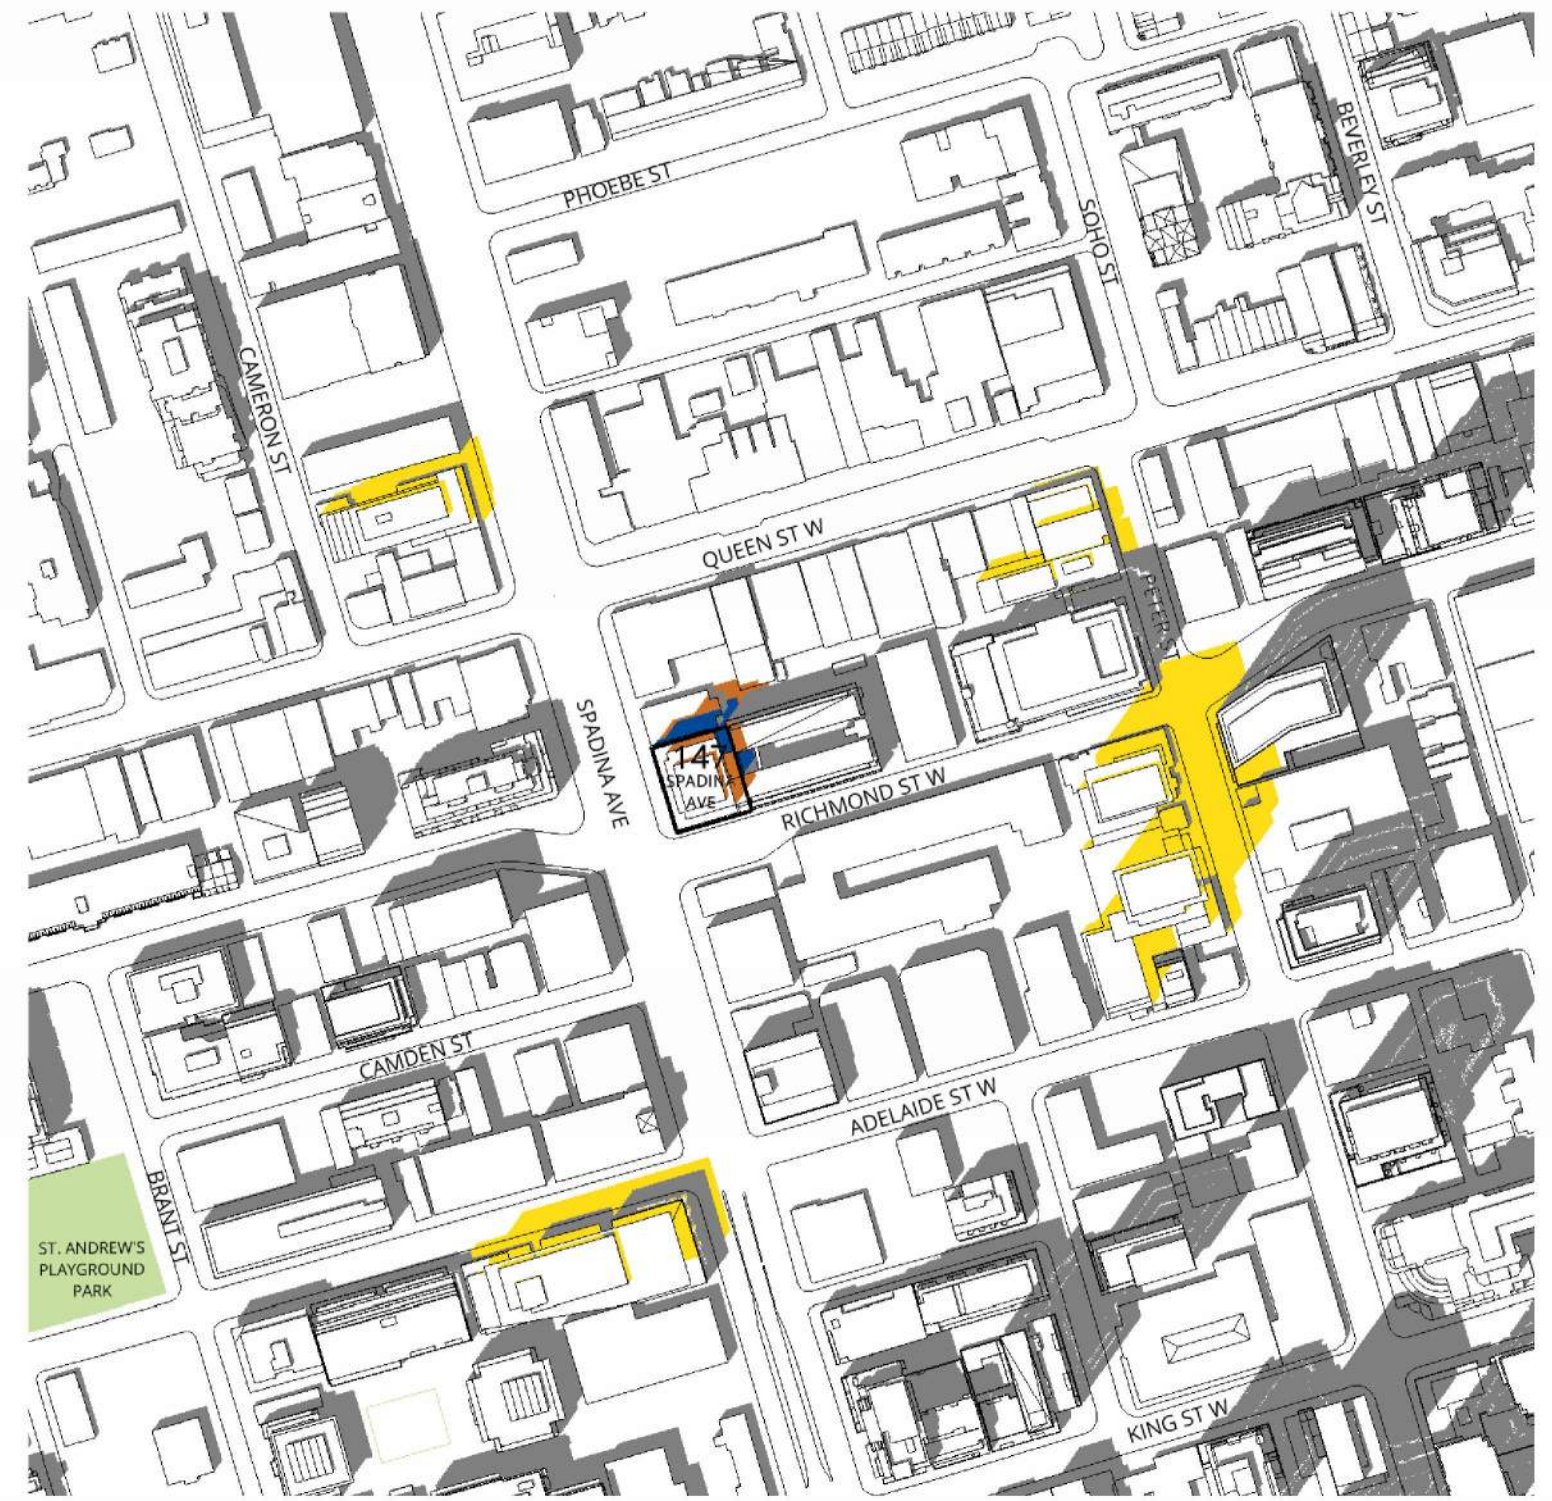 BEVERLEY ST
PHOEBE ST
SOHO ST
CAMERON ST
QUEEN ST W
PETER
SPADINA AVE
147
SPADINA
AVE
RICHMOND ST W
CAMDEN ST
ADELAIDE ST W
BRANT ST
ST. ANDREW'S
PLAYGROUND
PARK
KING ST W